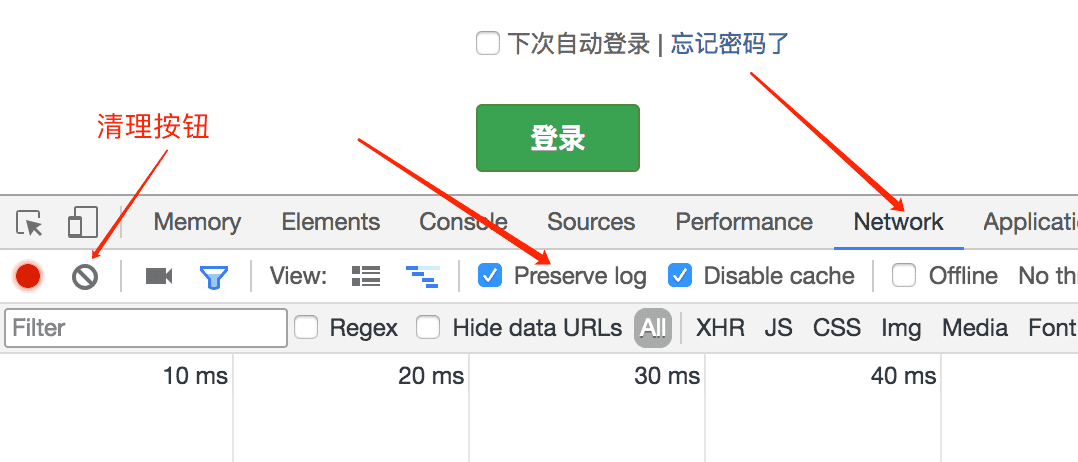 下次自动登录 | 忘记密码了
清理按钮
登录
Memory Elements Console Sources Performance Network Applicati
View: Preserve log Disable cache Offline No thr
Filter Regex Hide data URLs All XHR JS CSS Img Media Font
10 ms 20 ms 30 ms 40 ms